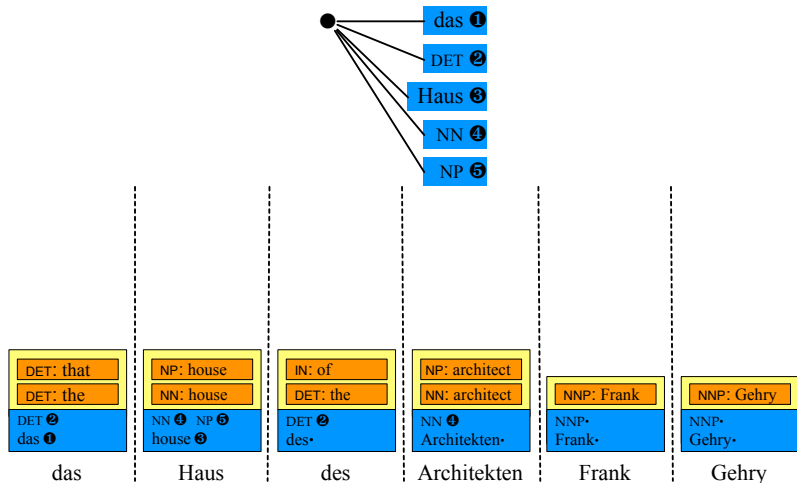 das ❶
DET ❷
Haus ❸
NN ❹
NP ❺
DET: that
DET: the
DET ❷
das ❶
NP: house
NN: house
NN ❹ NP ❺
house ❸
IN: of
DET: the
DET ❷
des•
NP: architect
NN: architect
NN ❹
Architekten•
NNP: Frank
NNP•
Frank•
NNP: Gehry
NNP•
Gehry•
das Haus des Architekten Frank Gehry